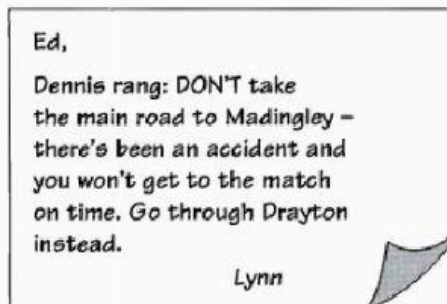 Ed,
Dennis rang: DON'T take
the main road to Madingley –
there's been an accident and
you won't get to the match
on time. Go through Drayton
instead.
Lynn